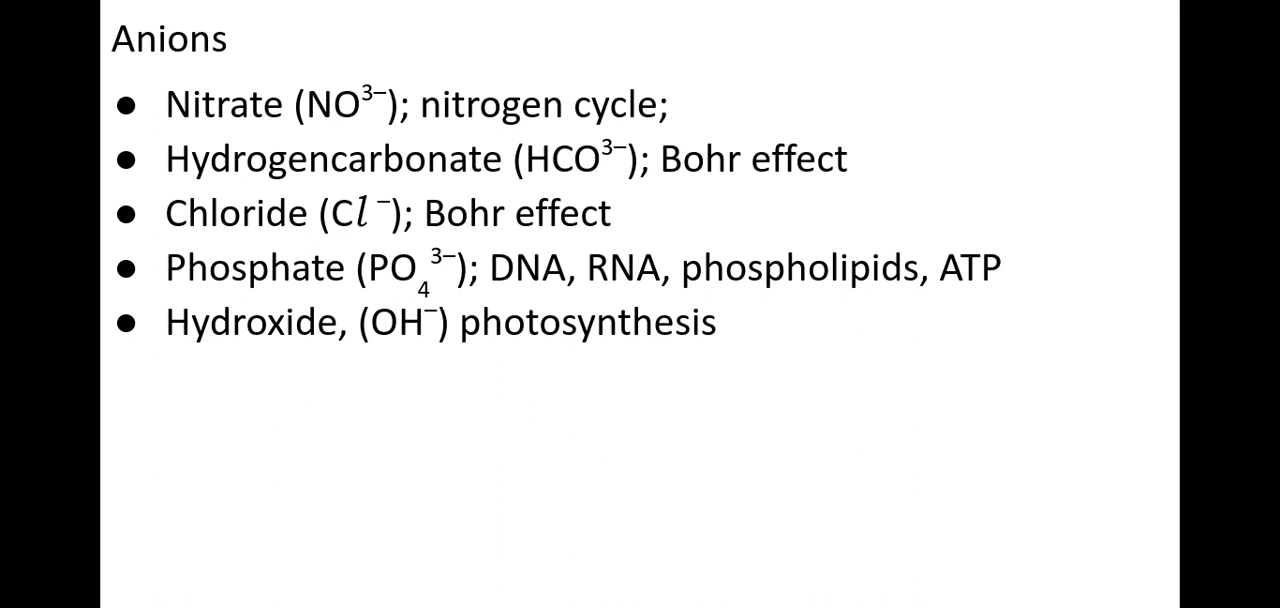 Anions
● Nitrate (NO³⁻); nitrogen cycle;
● Hydrogencarbonate (HCO³⁻); Bohr effect
● Chloride (Cl ⁻); Bohr effect
● Phosphate (PO₄³⁻); DNA, RNA, phospholipids, ATP
● Hydroxide, (OH⁻) photosynthesis